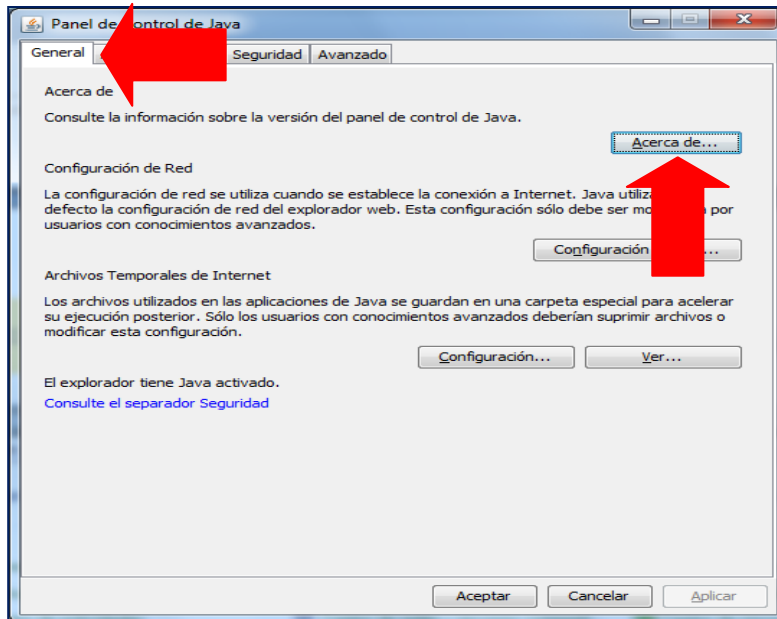 Panel de Control de Java
General Seguridad Avanzado
Acerca de
Consulte la información sobre la versión del panel de control de Java.
Acerca de...
Configuración de Red
La configuración de red se utiliza cuando se establece la conexión a Internet. Java utiliza
defecto la configuración de red del explorador web. Esta configuración sólo debe ser por
usuarios con conocimientos avanzados.
Configuración ...
Archivos Temporales de Internet
Los archivos utilizados en las aplicaciones de Java se guardan en una carpeta especial para acelerar
su ejecución posterior. Sólo los usuarios con conocimientos avanzados deberían suprimir archivos o
modificar esta configuración.
Configuración... Ver...
El explorador tiene Java activado.
Consulte el separador Seguridad
Aceptar Cancelar Aplicar